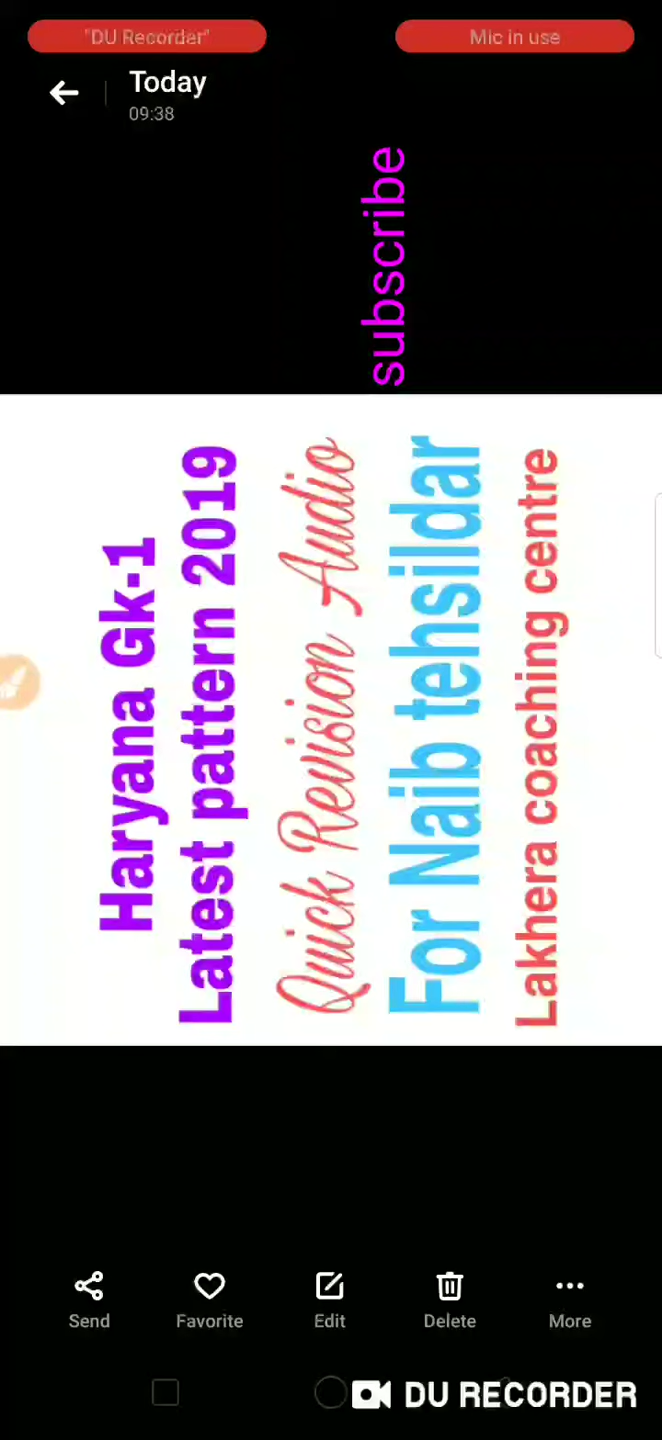 "DU Recorder"
Mic in use
Today
09:38
subscribe
Haryana Gk-1
Latest pattern 2019
Quick Revision Audio
For Naib tehsildar
Lakhera coaching centre
Send
Favorite
Edit
Delete
More
DU RECORDER